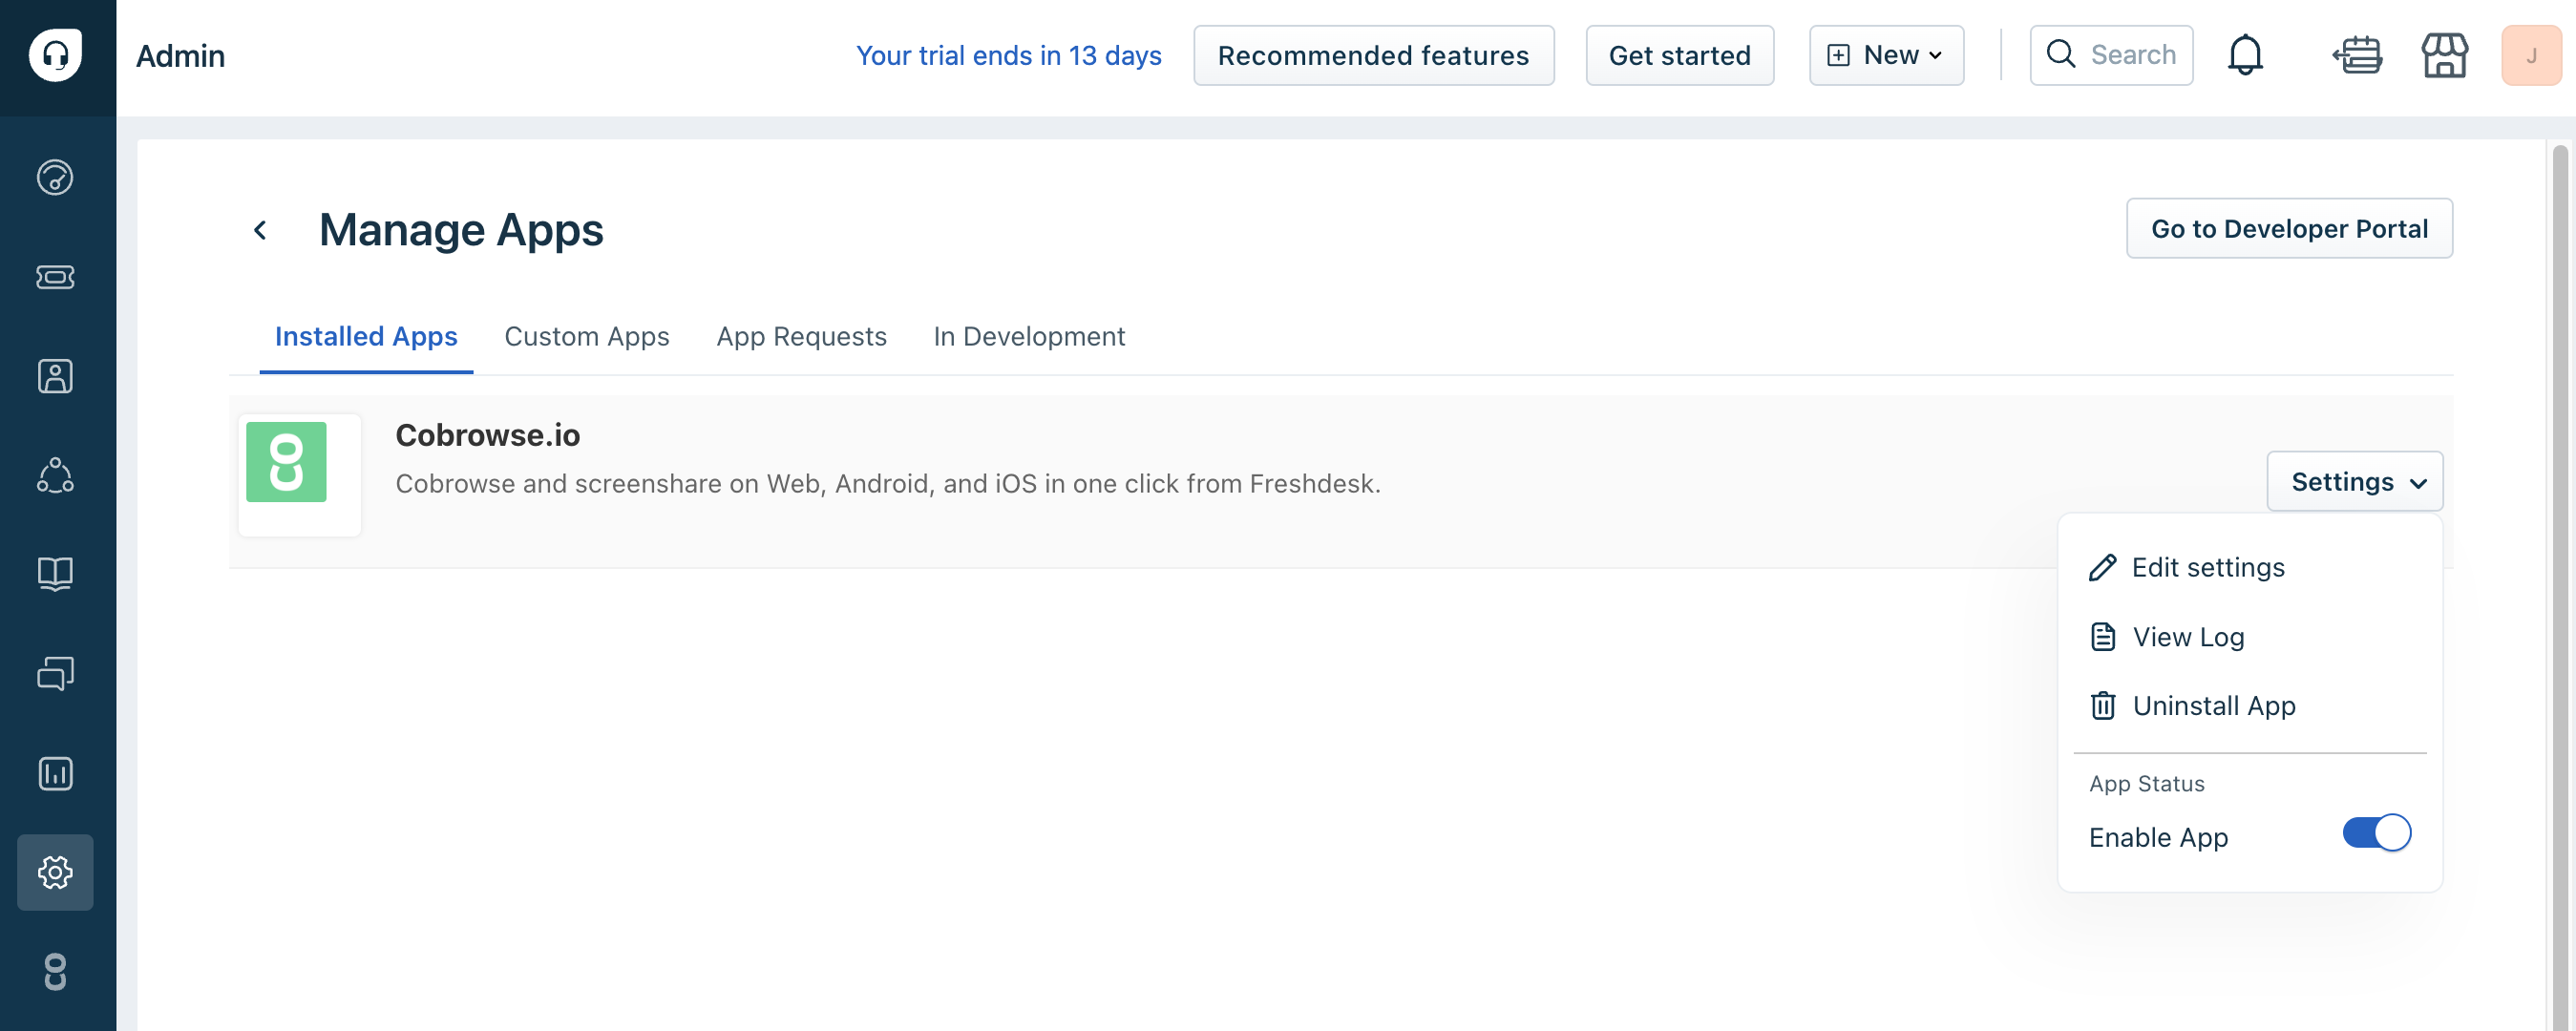 Admin
Your trial ends in 13 days
Recommended features
Get started
New
Search
J
Manage Apps
Go to Developer Portal
Installed Apps
Custom Apps
App Requests
In Development
Cobrowse.io
Cobrowse and screenshare on Web, Android, and iOS in one click from Freshdesk.
Settings
Edit settings
View Log
Uninstall App
App Status
Enable App